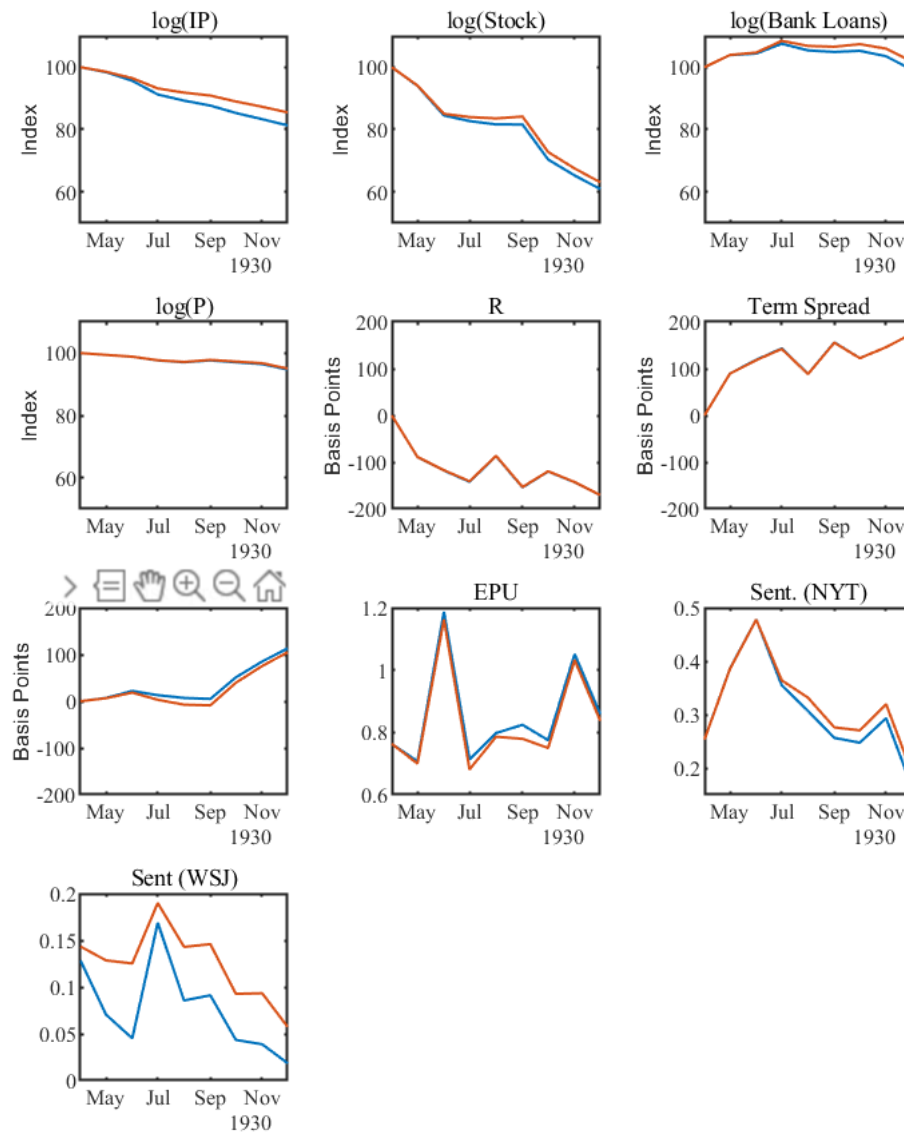 log(IP)
100
80
60
Index
May Jul Sep Nov
1930
log(Stock)
100
80
60
Index
May Jul Sep Nov
1930
log(Bank Loans)
100
80
60
Index
May Jul Sep Nov
1930
log(P)
100
80
60
Index
May Jul Sep Nov
1930
R
200
100
0
-100
-200
Basis Points
May Jul Sep Nov
1930
Term Spread
200
100
0
-100
-200
Basis Points
May Jul Sep Nov
1930
200
100
0
-100
-200
Basis Points
May Jul Sep Nov
1930
EPU
1.2
1
0.8
0.6
May Jul Sep Nov
1930
Sent. (NYT)
0.5
0.4
0.3
0.2
May Jul Sep Nov
1930
Sent (WSJ)
0.2
0.15
0.1
0.05
0
May Jul Sep Nov
1930